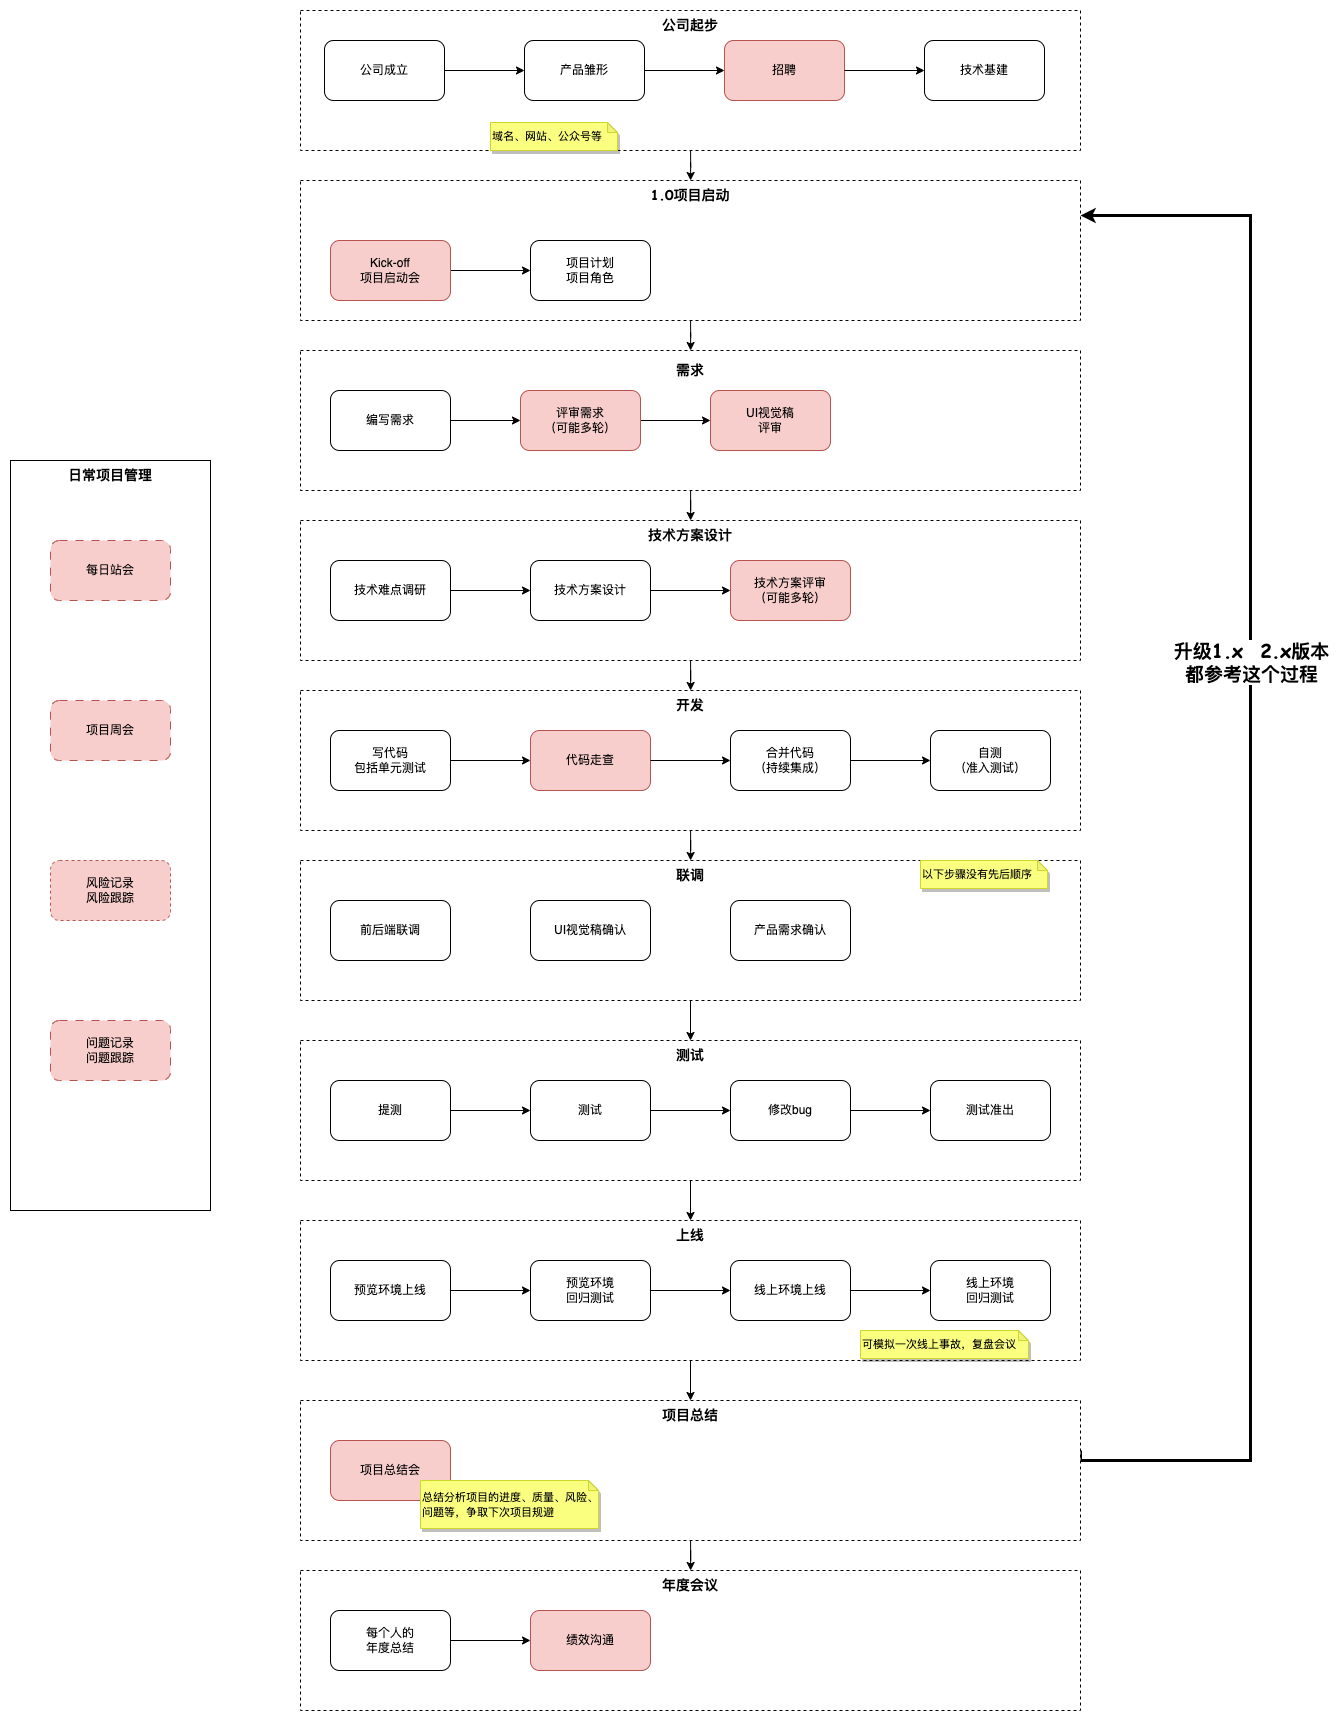 公司起步
公司成立
产品雏形
招聘
技术基建
域名、网站、公众号等
1.0项目启动
Kick-off
项目启动会
项目计划
项目角色
需求
编写需求
评审需求
（可能多轮）
UI视觉稿
评审
日常项目管理
每日站会
项目周会
风险记录
风险跟踪
问题记录
问题跟踪
技术方案设计
技术难点调研
技术方案设计
技术方案评审
（可能多轮）
升级1.x 2.x版本
都参考这个过程
开发
写代码
包括单元测试
代码走查
合并代码
（持续集成）
自测
（准入测试）
联调
以下步骤没有先后顺序
前后端联调
UI视觉稿确认
产品需求确认
测试
提测
测试
修改bug
测试准出
上线
预览环境上线
预览环境
回归测试
线上环境上线
线上环境
回归测试
可模拟一次线上事故，复盘会议
项目总结
项目总结会
总结分析项目的进度、质量、风险、
问题等，争取下次项目规避
年度会议
每个人的
年度总结
绩效沟通